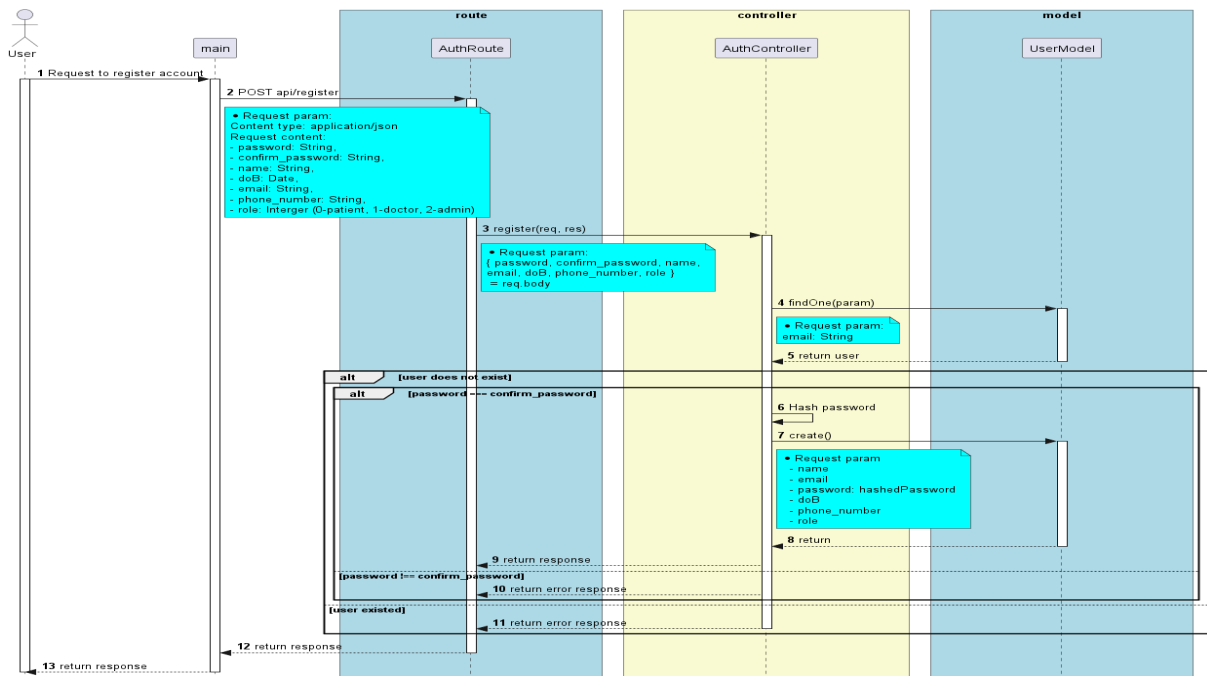 route
controller
model
User
main
AuthRoute
AuthController
UserModel
1 Request to register account
2 POST api/register
• Request param:
Content type: application/json
Request content:
- password: String,
- confirm_password: String,
- name: String,
- doB: Date,
- email: String,
- phone_number: String,
- role: Interger (0-patient, 1-doctor, 2-admin)
3 register(req, res)
• Request param:
{ password, confirm_password, name,
email, doB, phone_number, role }
= req.body
4 findOne(param)
• Request param:
email: String
5 return user
alt [user does not exist]
alt [password === confirm_password]
6 Hash password
7 create()
• Request param
- name
- email
- password: hashedPassword
- doB
- phone_number
- role
8 return
9 return response
[password !== confirm_password]
10 return error response
[user existed]
11 return error response
12 return response
13 return response